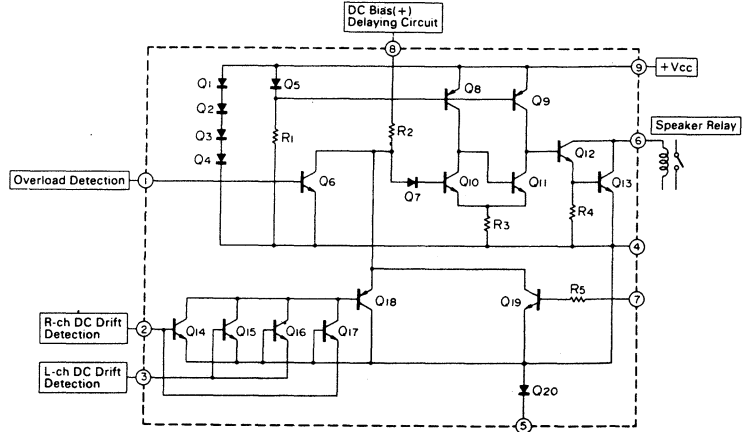 DC Bias(+)
Delaying Circuit
8
9
+Vcc
Q1
Q5
Q8
Q9
Q2
Q3
R1
R2
Q4
6
Speaker Relay
Q12
Overload Detection
1
Q6
Q7
Q10
Q11
Q13
R3
R4
4
R5
7
Q18
Q19
R-ch DC Drift
Detection
2
Q14
Q15
Q16
Q17
L-ch DC Drift
Detection
3
Q20
5